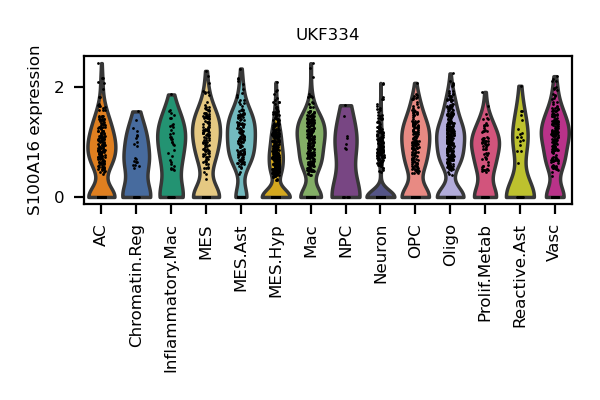 UKF334
S100A16 expression
2
0
AC
Chromatin.Reg
Inflammatory.Mac
MES
MES.Ast
MES.Hyp
Mac
NPC
Neuron
OPC
Oligo
Prolif.Metab
Reactive.Ast
Vasc